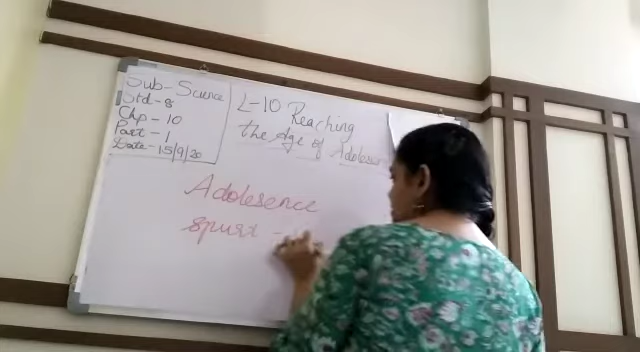 Sub- Science
Std-8
Chp-10
Part-1
Date-15/9/20
L-10 Reaching
the Age of Adolesce
Adolesence
spurt -